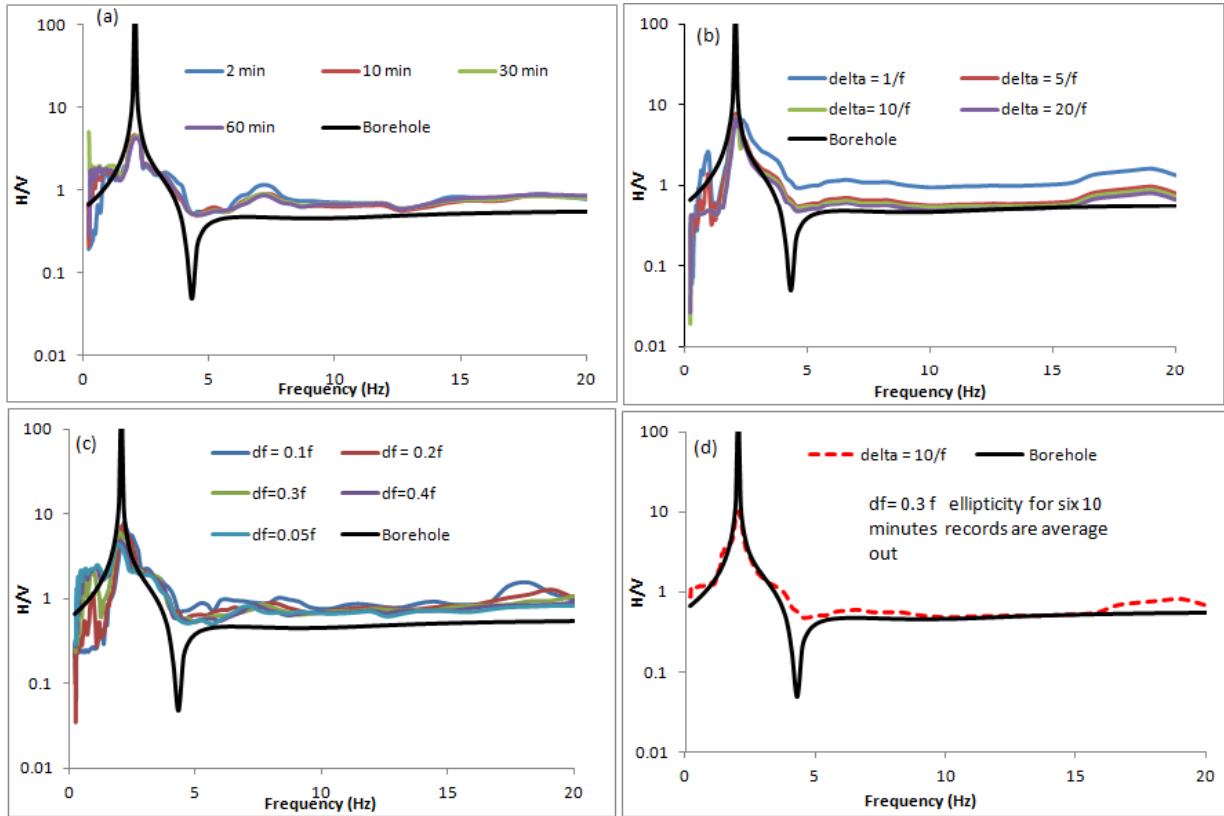 (a)
100
10
1
0.1
0.01
H/V
2 min
10 min
30 min
60 min
Borehole
0
5
10
15
20
Frequency (Hz)
(b)
100
10
1
0.1
0.01
H/V
delta = 1/f
delta = 5/f
delta= 10/f
delta = 20/f
Borehole
0
5
10
15
20
Frequency (Hz)
(c)
100
10
1
0.1
0.01
H/V
df = 0.1f
df = 0.2f
df=0.3f
df=0.4f
df=0.05f
Borehole
0
5
10
15
20
Frequency (Hz)
(d)
100
10
1
0.1
0.01
H/V
delta = 10/f
Borehole
df= 0.3 f ellipticity for six 10
minutes records are average
out
0
5
10
15
20
Frequency (Hz)